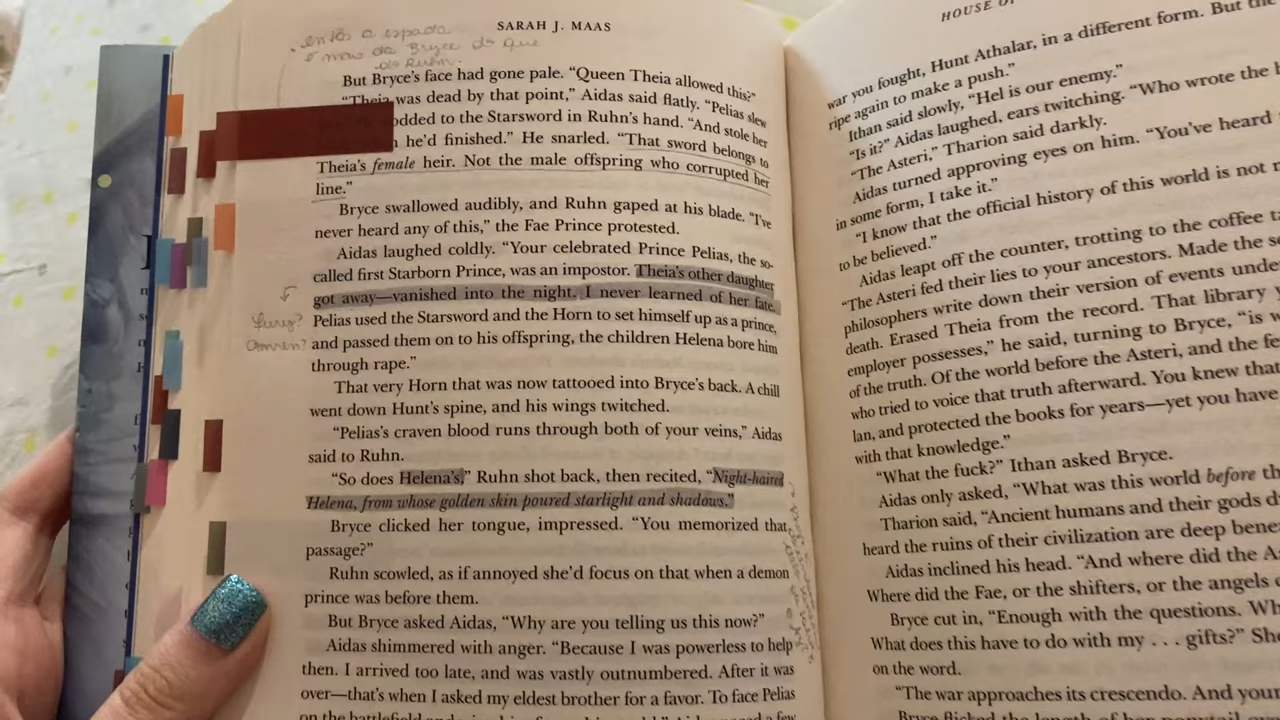 SARAH J. MAAS
então a espada
é mais da Bryce do que
do Ruhn.
But Bryce's face had gone pale. "Queen Theia allowed this?"
"Theia was dead by that point," Aidas said flatly. "Pelias slew
odded to the Starsword in Ruhn's hand. "And stole her
he'd finished." He snarled. "That sword belongs to
Theia's female heir. Not the male offspring who corrupted her
line."
Bryce swallowed audibly, and Ruhn gaped at his blade. "I've
never heard any of this," the Fae Prince protested.
Aidas laughed coldly. "Your celebrated Prince Pelias, the so-
called first Starborn Prince, was an impostor. Theia's other daughter
got away—vanished into the night. I never learned of her fate.
Pelias used the Starsword and the Horn to set himself up as a prince,
Amren?
and passed them on to his offspring, the children Helena bore him
through rape."
That very Horn that was now tattooed into Bryce's back. A chill
went down Hunt's spine, and his wings twitched.
"Pelias's craven blood runs through both of your veins," Aidas
said to Ruhn.
"So does Helena's," Ruhn shot back, then recited, "Night-haired
Helena, from whose golden skin poured starlight and shadows."
Bryce clicked her tongue, impressed. "You memorized that
passage?"
Ruhn scowled, as if annoyed she'd focus on that when a demon
prince was before them.
But Bryce asked Aidas, "Why are you telling us this now?"
Aidas shimmered with anger. "Because I was powerless to help
then. I arrived too late, and was vastly outnumbered. After it was
over—that's when I asked my eldest brother for a favor. To face Pelias
on the battlefield
HOUSE OF
war you fought, Hunt Athalar, in a different form. But the
ripe again to make a push."
Ithan said slowly, "Hel is our enemy."
"Is it?" Aidas laughed, ears twitching. "Who wrote the
"The Asteri," Tharion said darkly.
Aidas turned approving eyes on him. "You've heard
in some form, I take it."
"I know that the official history of this world is not
to be believed."
Aidas leapt off the counter, trotting to the coffee
"The Asteri fed their lies to your ancestors. Made the
philosophers write down their version of events
death. Erased Theia from the record. That library
employer possesses," he said, turning to Bryce, "is
of the truth. Of the world before the Asteri, and the
who tried to voice that truth afterward. You knew
lan, and protected the books for years—yet you have
with that knowledge."
"What the fuck?" Ithan asked Bryce.
Aidas only asked, "What was this world before
Tharion said, "Ancient humans and their gods
heard the ruins of their civilization are deep
Aidas inclined his head. "And where did the
Where did the Fae, or the shifters, or the angels
Bryce cut in, "Enough with the questions.
What does this have to do with my . . . gifts?"
on the word.
"The war approaches its crescendo. And your
Bryce flicked the length of her ponytail